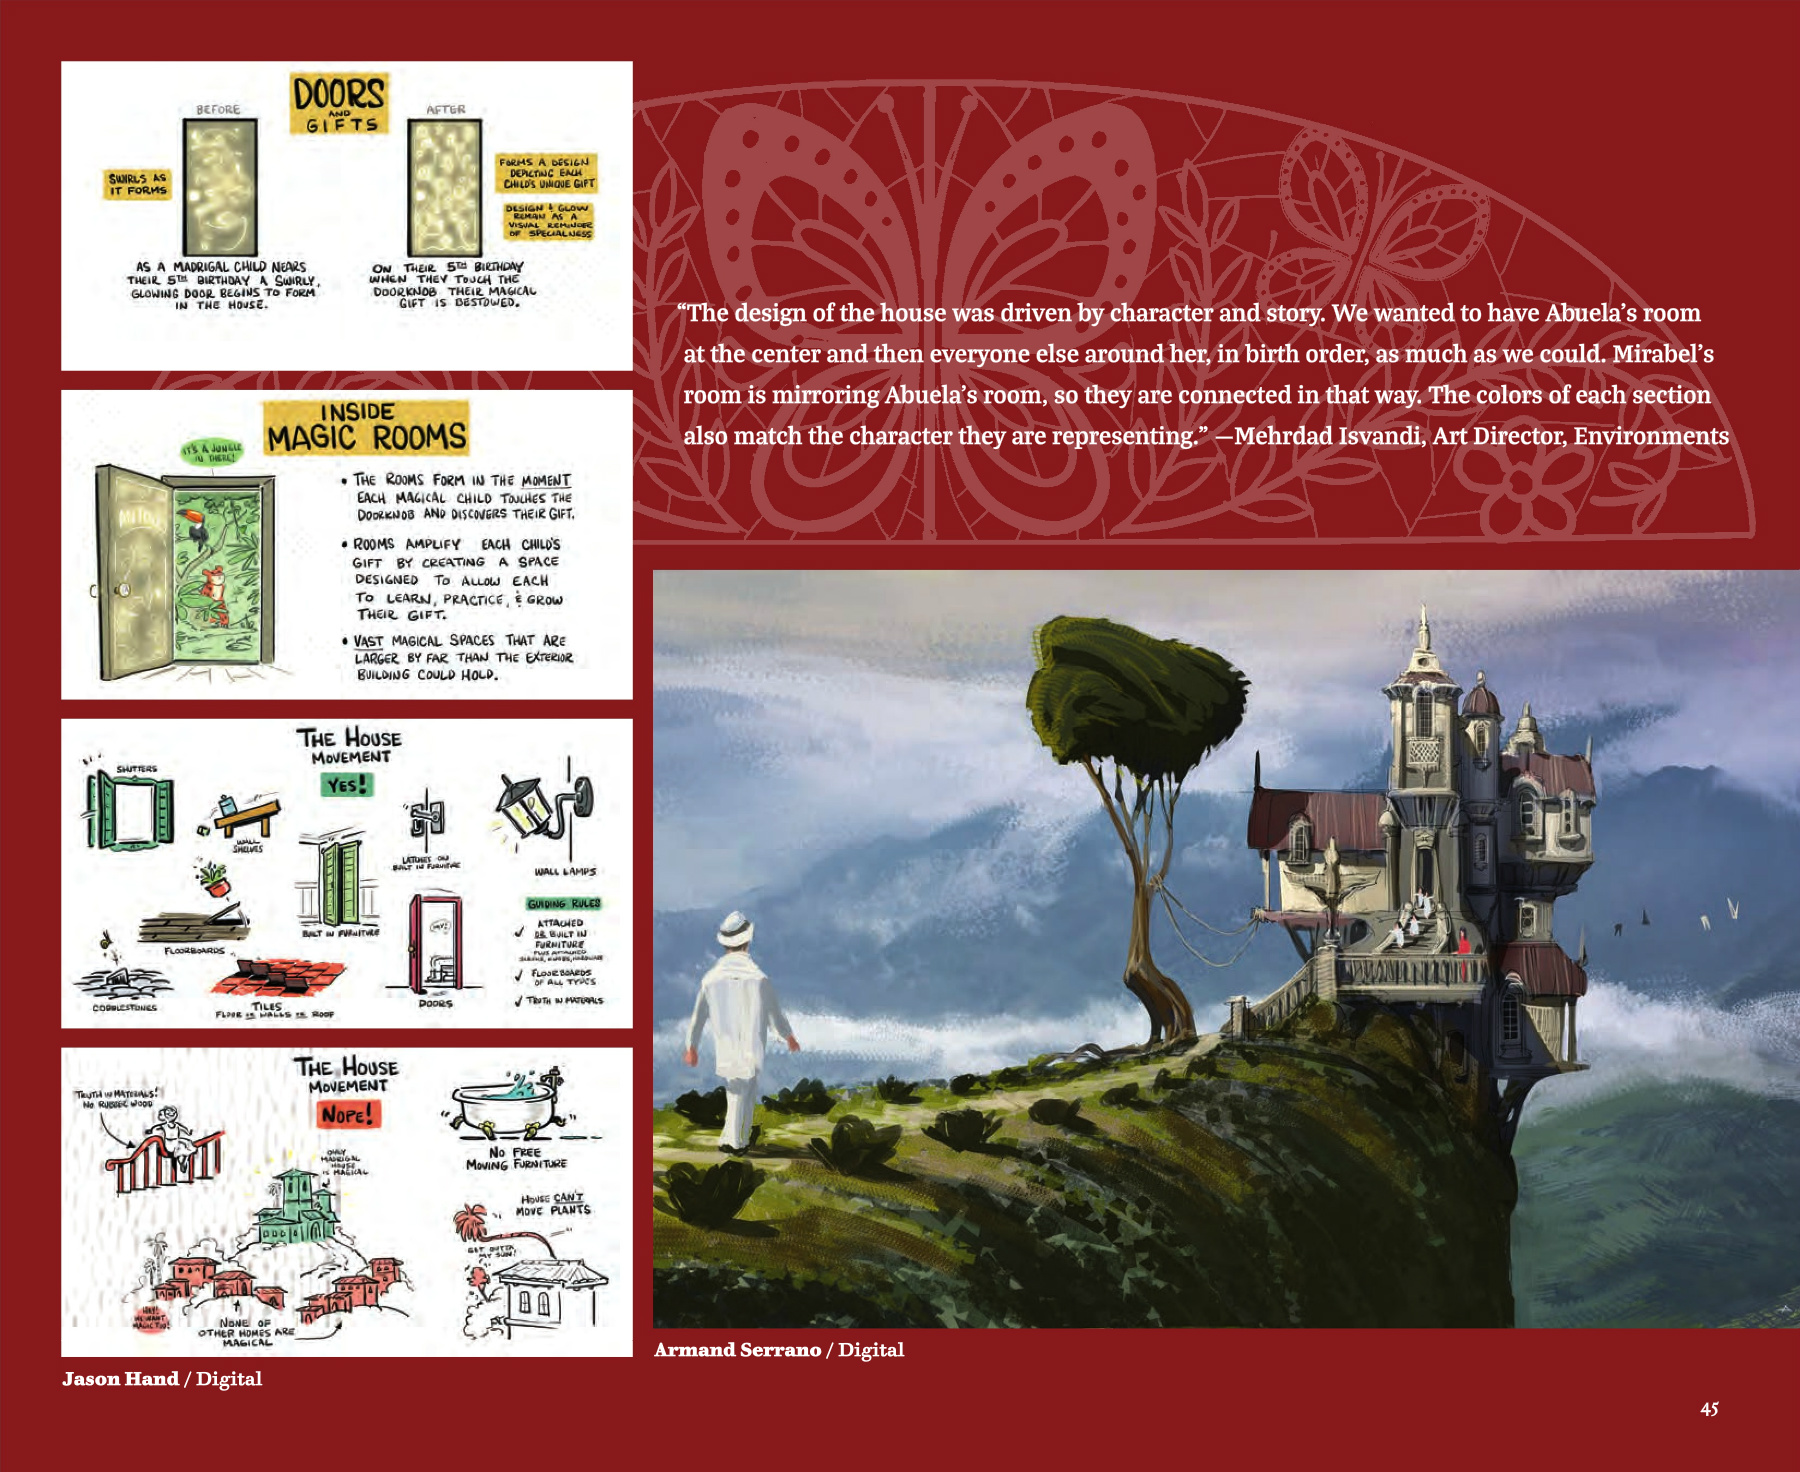 DOORS
AND
GIFTS
BEFORE
AFTER
SWIRLS AS
IT FORMS
FORMS A DESIGN
DEPICTING EACH
CHILD'S UNIQUE GIFT
DESIGN & GLOW
REMAIN AS A
VISUAL REMINDER
OF SPECIALNESS
AS A MADRIGAL CHILD NEARS
THEIR 5TH BIRTHDAY A SWIRLY,
GLOWING DOOR BEGINS TO FORM
IN THE HOUSE.
ON THEIR 5TH BIRTHDAY
WHEN THEY TOUCH THE
DOORKNOB THEIR MAGICAL
GIFT IS BESTOWED.
INSIDE
MAGIC ROOMS
IT'S A JUNGLE
IN THERE!
• THE ROOMS FORM IN THE MOMENT
EACH MAGICAL CHILD TOUCHES THE
DOORKNOB AND DISCOVERS THEIR GIFT.
• ROOMS AMPLIFY EACH CHILD'S
GIFT BY CREATING A SPACE
DESIGNED TO ALLOW EACH
TO LEARN, PRACTICE, & GROW
THEIR GIFT.
• VAST MAGICAL SPACES THAT ARE
LARGER BY FAR THAN THE EXTERIOR
BUILDING COULD HOLD.
THE HOUSE
MOVEMENT
YES!
SHUTTERS
WALL
SHELVES
LATCHES ON
BUILT IN FURNITURE
WALL LAMPS
FLOORBOARDS
BUILT IN FURNITURE
HEY!
COBBLESTONES
TILES
FLOOR OR WALLS OR ROOF
DOORS
GUIDING RULES
✓ ATTACHED
OR BUILT IN
FURNITURE
✓ FLOORBOARDS
OF ALL TYPES
✓ TRUTH IN MATERIALS
THE HOUSE
MOVEMENT
NOPE!
TRUTH IN MATERIALS!
NO RUBBER WOOD
ONLY
MADRIGAL
HOUSE
IS MAGICAL
NO FREE
MOVING FURNITURE
HOUSE CAN'T
MOVE PLANTS
GET OUTTA
MY SUN!
HEY!
WE WANT
MAGIC TOO!
NONE OF
OTHER HOMES ARE
MAGICAL
Jason Hand / Digital
“The design of the house was driven by character and story. We wanted to have Abuela’s room
at the center and then everyone else around her, in birth order, as much as we could. Mirabel’s
room is mirroring Abuela’s room, so they are connected in that way. The colors of each section
also match the character they are representing.” —Mehrdad Isvandi, Art Director, Environments
Armand Serrano / Digital
45